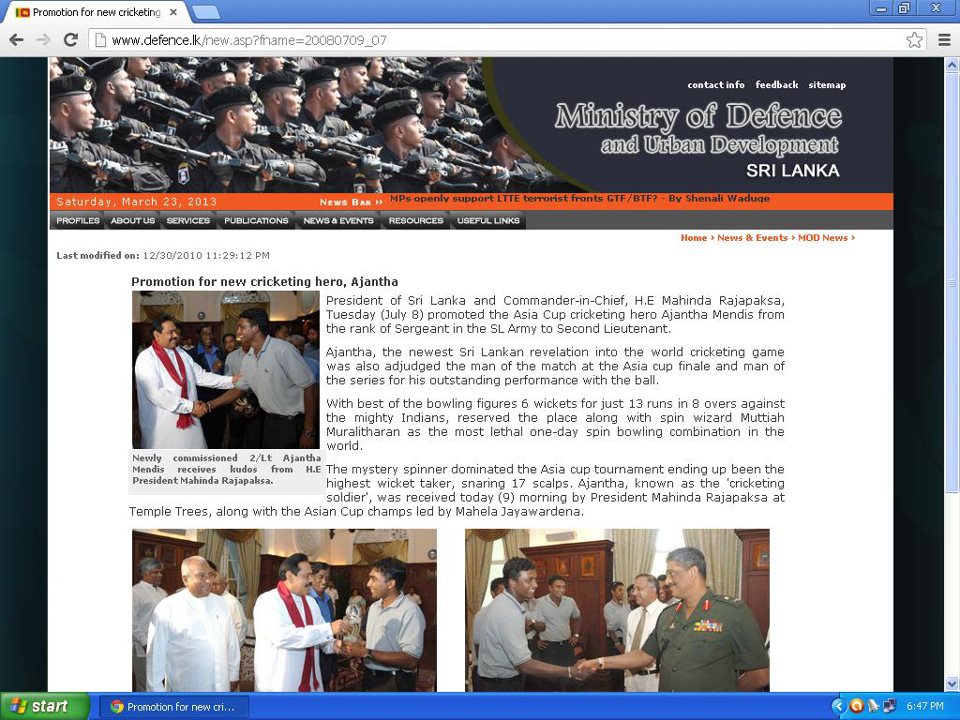 Promotion for new cricketing
www.defence.lk/new.asp?fname=20080709_07
contact info feedback sitemap
Ministry of Defence
and Urban Development
SRI LANKA
Saturday, March 23, 2013 News Bar » MPs openly support LTTE terrorist fronts GTF/BTF? - By Shenali Waduge
PROFILES ABOUT US SERVICES PUBLICATIONS NEWS & EVENTS RESOURCES USEFUL LINKS
Home > News & Events > MOD News >
Last modified on: 12/30/2010 11:29:12 PM
Promotion for new cricketing hero, Ajantha
President of Sri Lanka and Commander-in-Chief, H.E Mahinda Rajapaksa,
Tuesday (July 8) promoted the Asia Cup cricketing hero Ajantha Mendis from
the rank of Sergeant in the SL Army to Second Lieutenant.
Ajantha, the newest Sri Lankan revelation into the world cricketing game
was also adjudged the man of the match at the Asia cup finale and man of
the series for his outstanding performance with the ball.
With best of the bowling figures 6 wickets for just 13 runs in 8 overs against
the mighty Indians, reserved the place along with spin wizard Muttiah
Muralitharan as the most lethal one-day spin bowling combination in the
world.
Newly commissioned 2/Lt Ajantha
Mendis receives kudos from H.E
President Mahinda Rajapaksa.
The mystery spinner dominated the Asia cup tournament ending up been the
highest wicket taker, snaring 17 scalps. Ajantha, known as the 'cricketing
soldier', was received today (9) morning by President Mahinda Rajapaksa at
Temple Trees, along with the Asian Cup champs led by Mahela Jayawardena.
start Promotion for new cri... 6:47 PM